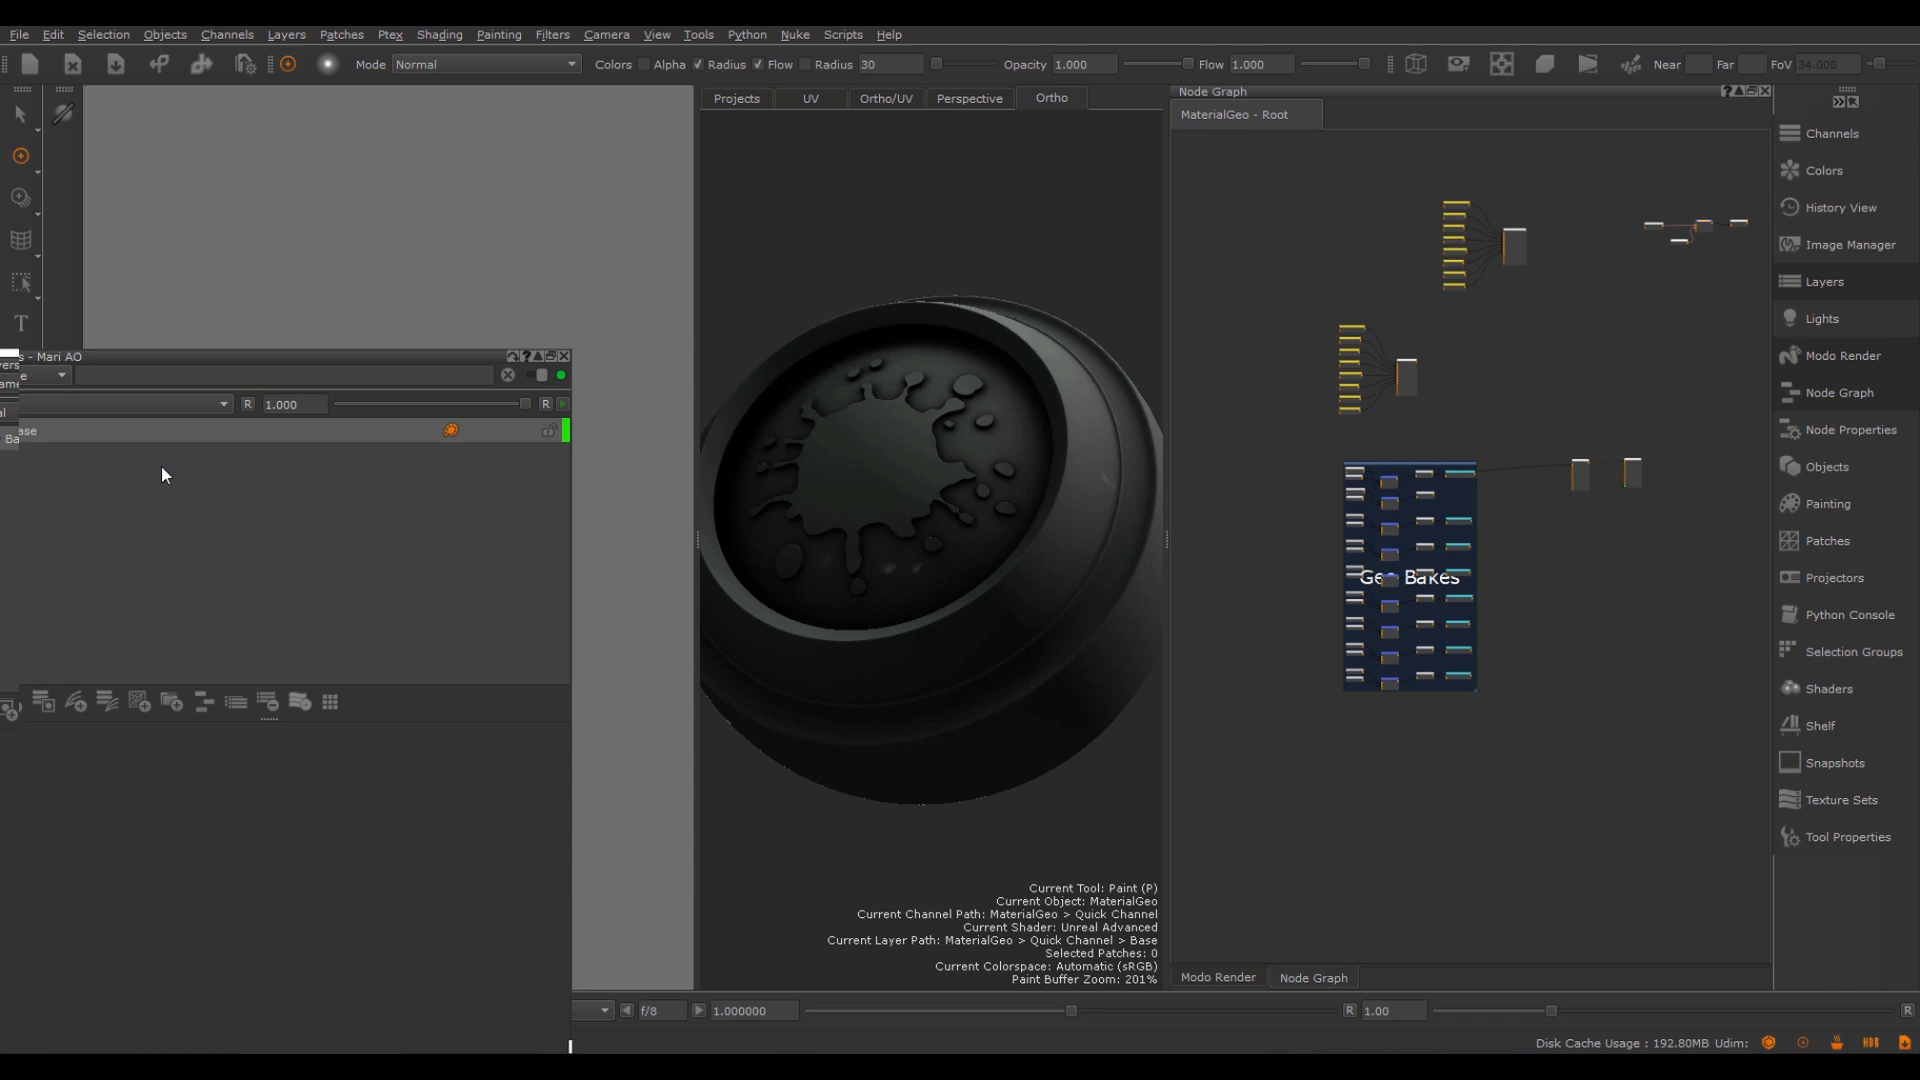 File Edit Selection Objects Channels Layers Patches Ptex Shading Painting Filters Camera View Tools Python Nuke Scripts Help
Mode Normal Colors Alpha Radius Flow Radius 30 Opacity 1.000 Flow 1.000 Near Far FoV 34.000
Projects UV Ortho/UV Perspective Ortho
Node Graph
MaterialGeo - Root
s - Mari AO
R 1.000 R
ase
Geo Bakes
Channels
Colors
History View
Image Manager
Layers
Lights
Modo Render
Node Graph
Node Properties
Objects
Painting
Patches
Projectors
Python Console
Selection Groups
Shaders
Shelf
Snapshots
Texture Sets
Tool Properties
Current Tool: Paint (P)
Current Object: MaterialGeo
Current Channel Path: MaterialGeo > Quick Channel
Current Shader: Unreal Advanced
Current Layer Path: MaterialGeo > Quick Channel > Base
Selected Patches: 0
Current Colorspace: Automatic (sRGB)
Paint Buffer Zoom: 201%
Modo Render Node Graph
f/8 1.000000 R 1.00 R
Disk Cache Usage : 192.80MB Udim: HDR